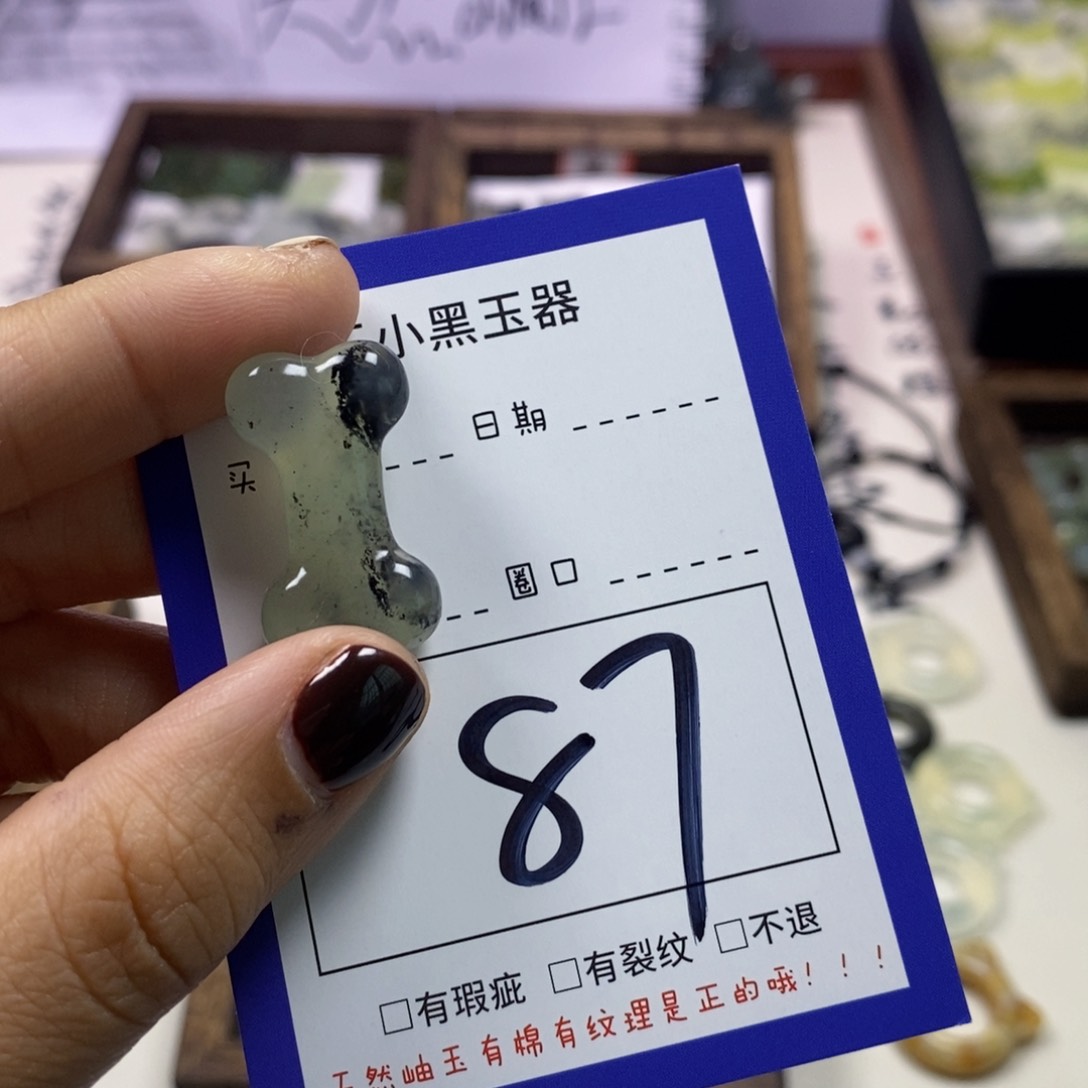 小黑玉器
买 日期
圈口
87
□有瑕疵 □有裂纹 □不退
天然岫玉有棉有纹理是正的哦！！！